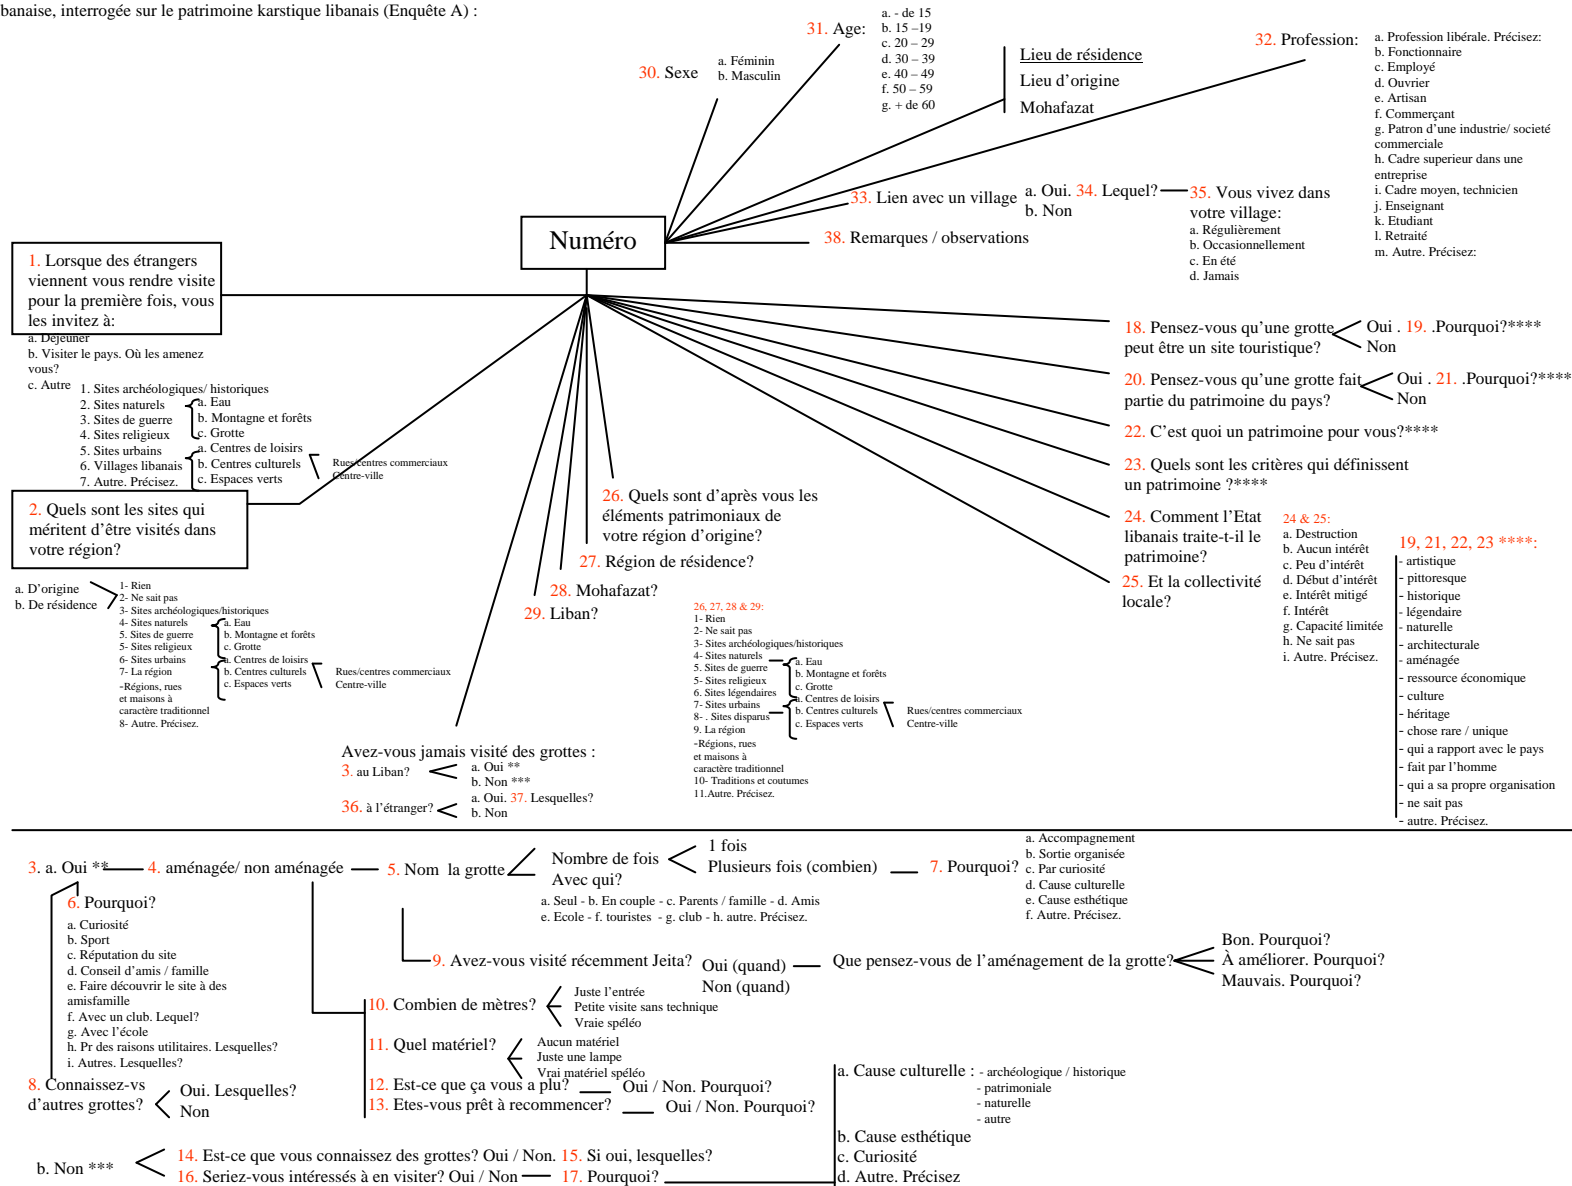 banaise, interrogée sur le patrimoine karstique libanais (Enquête A) :
30. Sexe
a. Féminin
b. Masculin
31. Age:
a. - de 15
b. 15 –19
c. 20 – 29
d. 30 – 39
e. 40 – 49
f. 50 – 59
g. + de 60
Lieu de résidence
Lieu d’origine
Mohafazat
32. Profession:
a. Profession libérale. Précisez:
b. Fonctionnaire
c. Employé
d. Ouvrier
e. Artisan
f. Commerçant
g. Patron d’une industrie/ societé
commerciale
h. Cadre superieur dans une
entreprise
i. Cadre moyen, technicien
j. Enseignant
k. Etudiant
l. Retraité
m. Autre. Précisez:
33. Lien avec un village
a. Oui. 34. Lequel?
b. Non
35. Vous vivez dans
votre village:
a. Régulièrement
b. Occasionnellement
c. En été
d. Jamais
38. Remarques / observations
Numéro
1. Lorsque des étrangers
viennent vous rendre visite
pour la première fois, vous
les invitez à:
a. Déjeuner
b. Visiter le pays. Où les amenez
vous?
c. Autre
1. Sites archéologiques/ historiques
2. Sites naturels
3. Sites de guerre
4. Sites religieux
5. Sites urbains
6. Villages libanais
7. Autre. Précisez.
a. Eau
b. Montagne et forêts
c. Grotte
a. Centres de loisirs
b. Centres culturels
c. Espaces verts
Rues/centres commerciaux
Centre-ville
2. Quels sont les sites qui
méritent d’être visités dans
votre région?
a. D’origine
b. De résidence
1- Rien
2- Ne sait pas
3- Sites archéologiques/historiques
4- Sites naturels
5. Sites de guerre
5- Sites religieux
6- Sites urbains
7- La région
-Régions, rues
et maisons à
caractère traditionnel
8- Autre. Précisez.
a. Eau
b. Montagne et forêts
c. Grotte
a. Centres de loisirs
b. Centres culturels
c. Espaces verts
Rues/centres commerciaux
Centre-ville
18. Pensez-vous qu’une grotte
peut être un site touristique?
Oui . 19. .Pourquoi?****
Non
20. Pensez-vous qu’une grotte fait
partie du patrimoine du pays?
Oui . 21. .Pourquoi?****
Non
22. C’est quoi un patrimoine pour vous?****
23. Quels sont les critères qui définissent
un patrimoine ?****
24. Comment l’Etat
libanais traite-t-il le
patrimoine?
25. Et la collectivité
locale?
24 & 25:
a. Destruction
b. Aucun intérêt
c. Peu d’intérêt
d. Début d’intérêt
e. Intérêt mitigé
f. Intérêt
g. Capacité limitée
h. Ne sait pas
i. Autre. Précisez.
19, 21, 22, 23 ****:
- artistique
- pittoresque
- historique
- légendaire
- naturelle
- architecturale
- aménagée
- ressource économique
- culture
- héritage
- chose rare / unique
- qui a rapport avec le pays
- fait par l’homme
- qui a sa propre organisation
- ne sait pas
- autre. Précisez.
26. Quels sont d’après vous les
éléments patrimoniaux de
votre région d’origine?
27. Région de résidence?
28. Mohafazat?
29. Liban?
26, 27, 28 & 29:
1- Rien
2- Ne sait pas
3- Sites archéologiques/historiques
4- Sites naturels
5. Sites de guerre
5- Sites religieux
6. Sites légendaires
7- Sites urbains
8- . Sites disparus
9. La région
-Régions, rues
et maisons à
caractère traditionnel
10- Traditions et coutumes
11.Autre. Précisez.
a. Eau
b. Montagne et forêts
c. Grotte
a. Centres de loisirs
b. Centres culturels
c. Espaces verts
Rues/centres commerciaux
Centre-ville
Avez-vous jamais visité des grottes :
3. au Liban?
a. Oui **
b. Non ***
36. à l’étranger?
a. Oui. 37. Lesquelles?
b. Non
3. a. Oui **
4. aménagée/ non aménagée
5. Nom la grotte
Nombre de fois
Avec qui?
1 fois
Plusieurs fois (combien)
a. Seul - b. En couple - c. Parents / famille - d. Amis
e. Ecole - f. touristes - g. club - h. autre. Précisez.
7. Pourquoi?
a. Accompagnement
b. Sortie organisée
c. Par curiosité
d. Cause culturelle
e. Cause esthétique
f. Autre. Précisez.
6. Pourquoi?
a. Curiosité
b. Sport
c. Réputation du site
d. Conseil d’amis / famille
e. Faire découvrir le site à des
amisfamille
f. Avec un club. Lequel?
g. Avec l’école
h. Pr des raisons utilitaires. Lesquelles?
i. Autres. Lesquelles?
8. Connaissez-vs
d’autres grottes?
Oui. Lesquelles?
Non
9. Avez-vous visité récemment Jeita?
Oui (quand)
Non (quand)
Que pensez-vous de l’aménagement de la grotte?
Bon. Pourquoi?
À améliorer. Pourquoi?
Mauvais. Pourquoi?
10. Combien de mètres?
Juste l’entrée
Petite visite sans technique
Vraie spéléo
11. Quel matériel?
Aucun matériel
Juste une lampe
Vrai matériel spéléo
12. Est-ce que ça vous a plu?
Oui / Non. Pourquoi?
13. Etes-vous prêt à recommencer?
Oui / Non. Pourquoi?
b. Non ***
14. Est-ce que vous connaissez des grottes? Oui / Non. 15. Si oui, lesquelles?
16. Seriez-vous intéressés à en visiter? Oui / Non
17. Pourquoi?
a. Cause culturelle : - archéologique / historique
- patrimoniale
- naturelle
- autre
b. Cause esthétique
c. Curiosité
d. Autre. Précisez